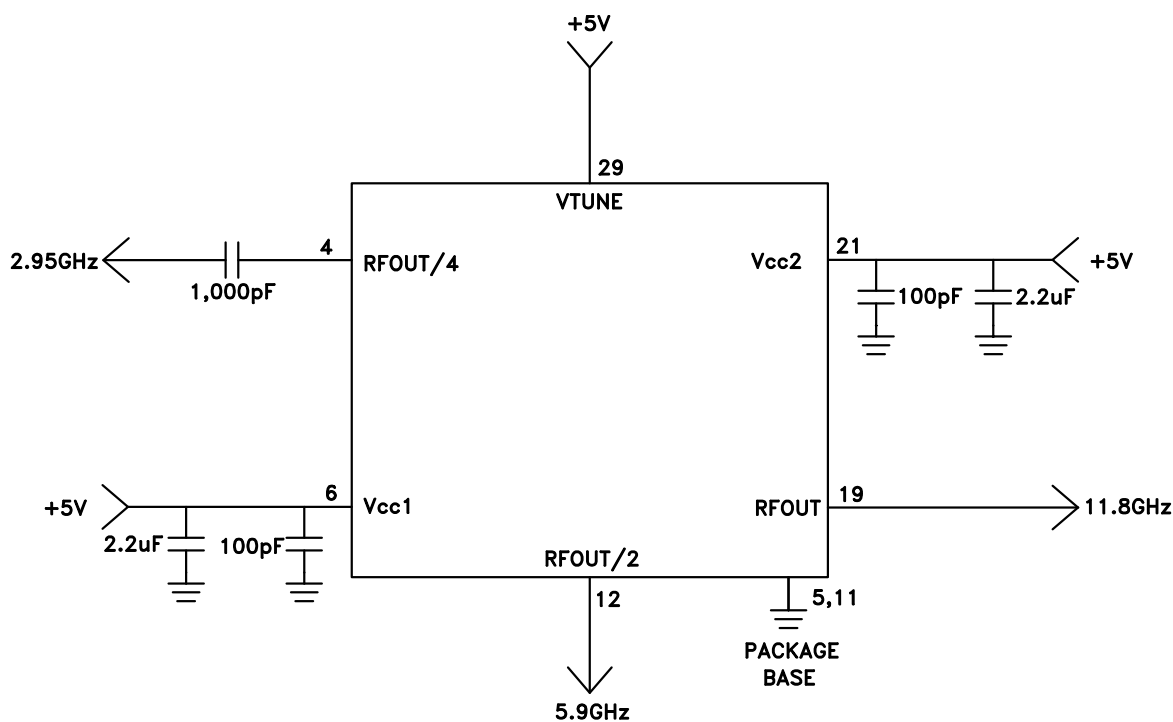 +5V
29
VTUNE
2.95GHz
4
RFOUT/4
1,000pF
21
Vcc2
+5V
100pF
2.2uF
6
Vcc1
+5V
2.2uF
100pF
19
RFOUT
11.8GHz
RFOUT/2
12
5,11
PACKAGE
BASE
5.9GHz